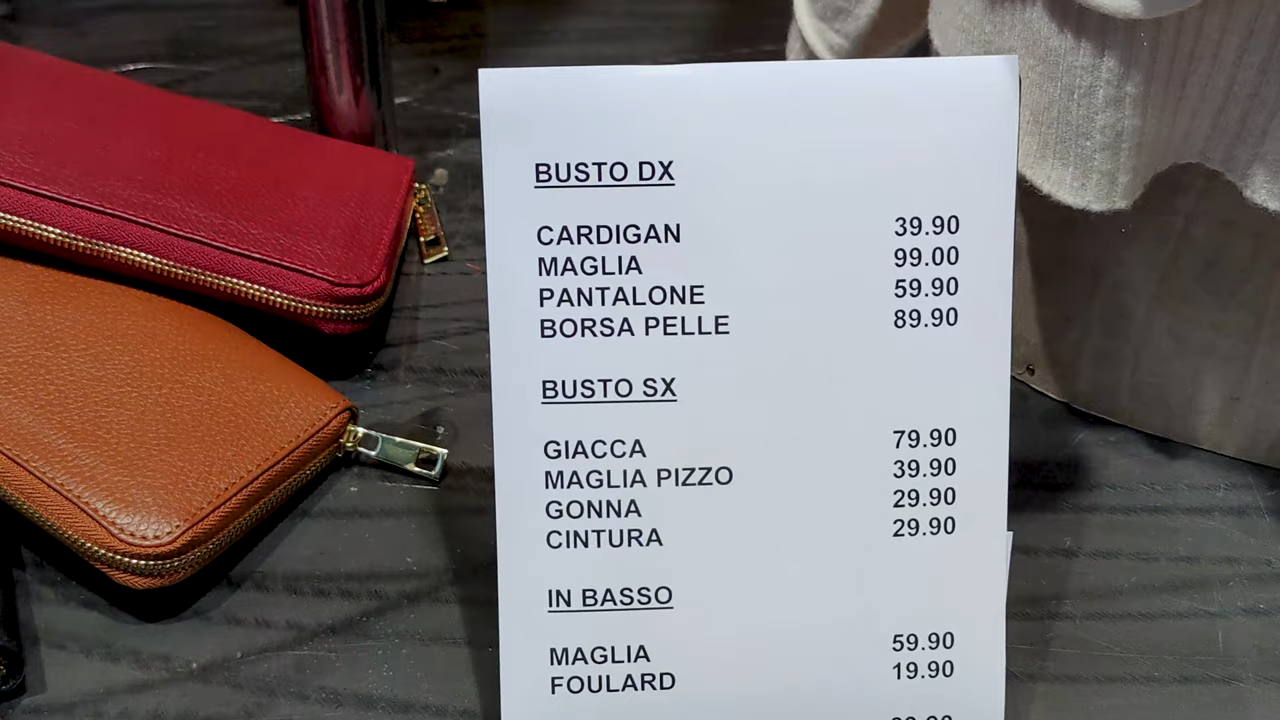 BUSTO DX
CARDIGAN 39.90
MAGLIA 99.00
PANTALONE 59.90
BORSA PELLE 89.90
BUSTO SX
GIACCA 79.90
MAGLIA PIZZO 39.90
GONNA 29.90
CINTURA 29.90
IN BASSO
MAGLIA 59.90
FOULARD 19.90